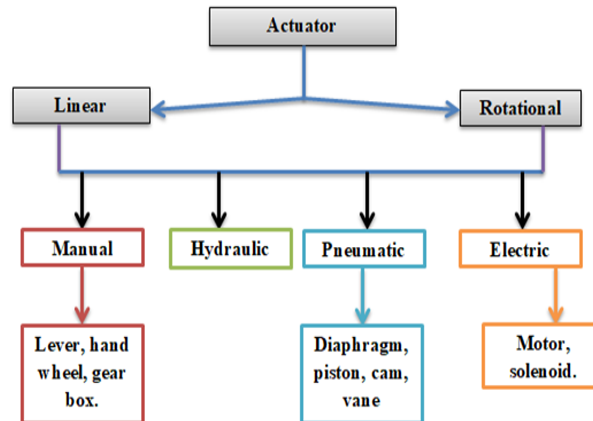 Actuator
Linear
Rotational
Manual
Hydraulic
Pneumatic
Electric
Lever, hand
wheel, gear
box.
Diaphragm,
piston, cam,
vane
Motor,
solenoid.